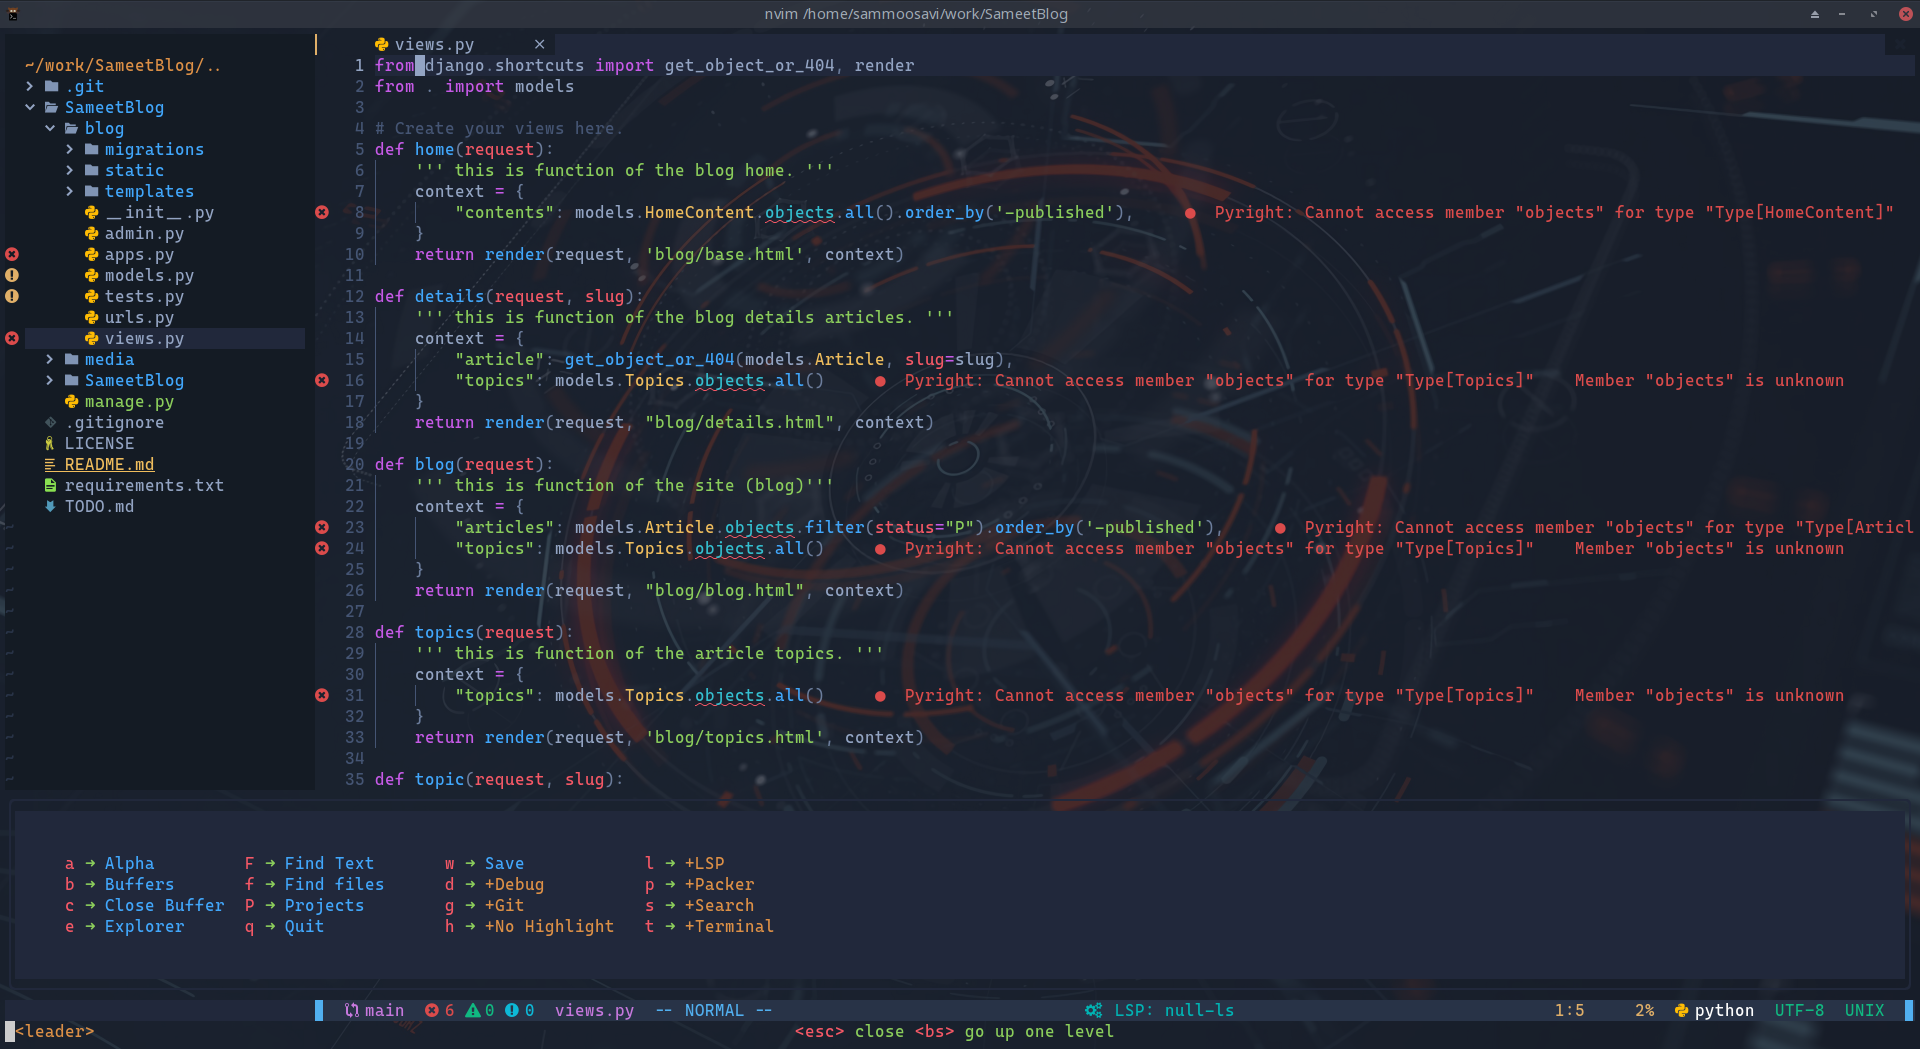 nvim /home/sammoosavi/work/SameetBlog
views.py ×
~/work/SameetBlog/..
.git
SameetBlog
blog
migrations
static
templates
__init__.py
admin.py
apps.py
models.py
tests.py
urls.py
views.py
media
SameetBlog
manage.py
.gitignore
LICENSE
README.md
requirements.txt
TODO.md
1 from django.shortcuts import get_object_or_404, render
2 from . import models
3
4 # Create your views here.
5 def home(request):
6     ''' this is function of the blog home. '''
7     context = {
8         "contents": models.HomeContent.objects.all().order_by('-published'), ● Pyright: Cannot access member "objects" for type "Type[HomeContent]"
9     }
10     return render(request, 'blog/base.html', context)
11
12 def details(request, slug):
13     ''' this is function of the blog details articles. '''
14     context = {
15         "article": get_object_or_404(models.Article, slug=slug),
16         "topics": models.Topics.objects.all() ● Pyright: Cannot access member "objects" for type "Type[Topics]" Member "objects" is unknown
17     }
18     return render(request, "blog/details.html", context)
19
20 def blog(request):
21     ''' this is function of the site (blog)'''
22     context = {
23         "articles": models.Article.objects.filter(status="P").order_by('-published'), ● Pyright: Cannot access member "objects" for type "Type[Articl
24         "topics": models.Topics.objects.all() ● Pyright: Cannot access member "objects" for type "Type[Topics]" Member "objects" is unknown
25     }
26     return render(request, "blog/blog.html", context)
27
28 def topics(request):
29     ''' this is function of the article topics. '''
30     context = {
31         "topics": models.Topics.objects.all() ● Pyright: Cannot access member "objects" for type "Type[Topics]" Member "objects" is unknown
32     }
33     return render(request, 'blog/topics.html', context)
34
35 def topic(request, slug):
a → Alpha F → Find Text w → Save l → +LSP
b → Buffers f → Find files d → +Debug p → +Packer
c → Close Buffer P → Projects g → +Git s → +Search
e → Explorer q → Quit h → +No Highlight t → +Terminal
main 6 0 0 views.py -- NORMAL -- LSP: null-ls 1:5 2% python UTF-8 UNIX
<leader> <esc> close <bs> go up one level